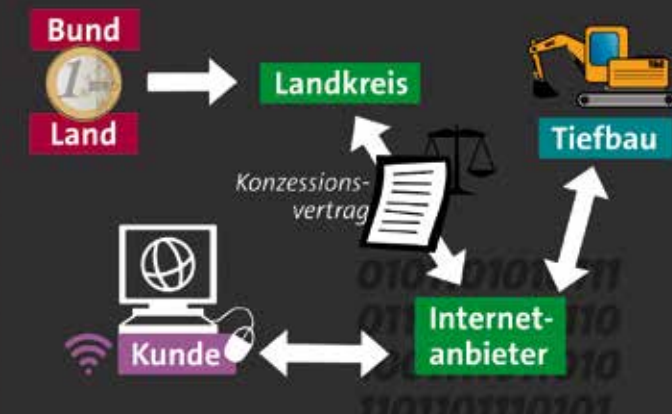 Bund
Land
Landkreis
Tiefbau
Konzessions-
vertrag
Kunde
Internet-
anbieter